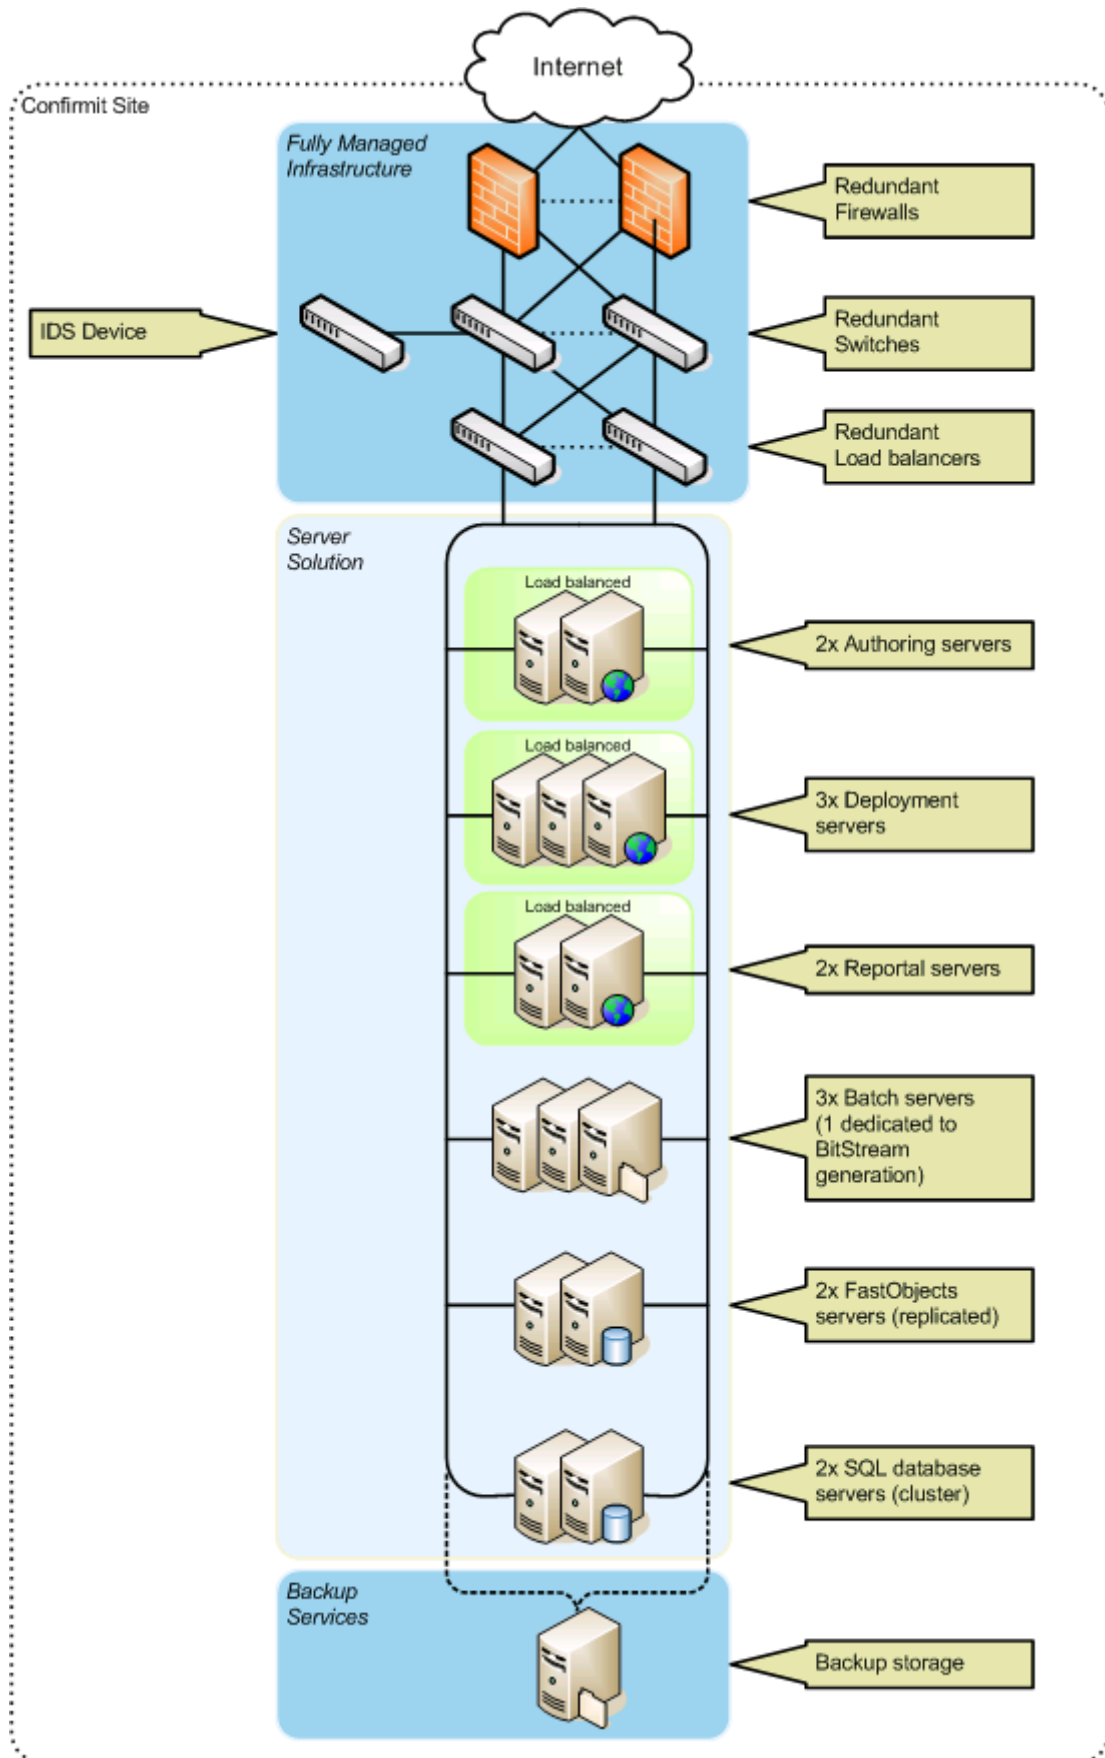 Internet
Confirmit Site
Fully Managed
Infrastructure
Redundant
Firewalls
IDS Device
Redundant
Switches
Redundant
Load balancers
Server
Solution
Load balanced
2x Authoring servers
Load balanced
3x Deployment
servers
Load balanced
2x Reportal servers
3x Batch servers
(1 dedicated to
BitStream
generation)
2x FastObjects
servers (replicated)
2x SQL database
servers (cluster)
Backup
Services
Backup storage